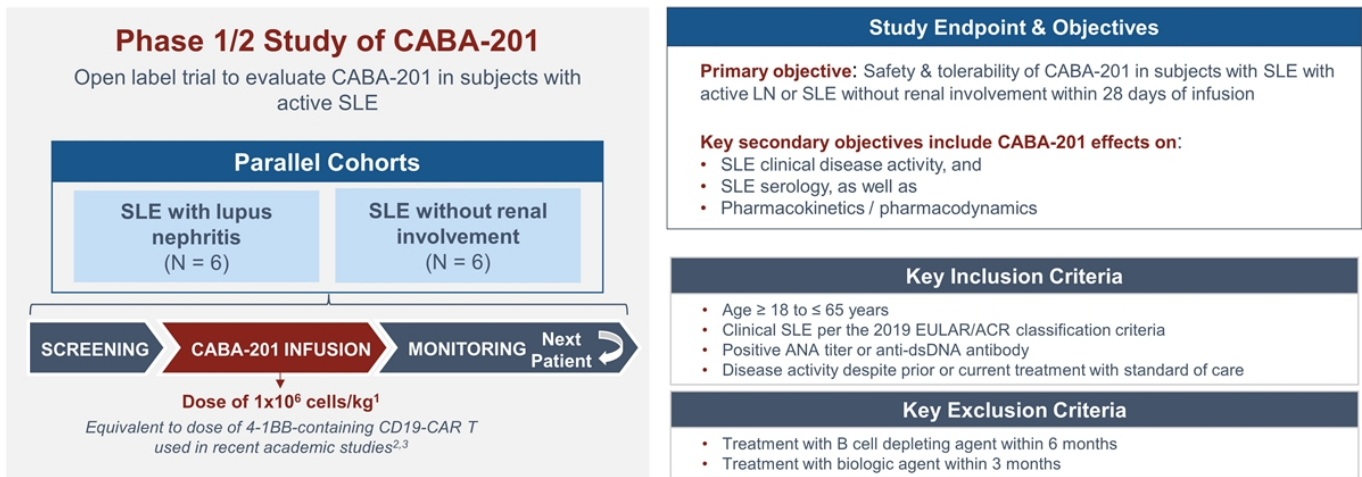 Phase 1/2 Study of CABA-201
Open label trial to evaluate CABA-201 in subjects with
active SLE
Parallel Cohorts
SLE with lupus
nephritis
(N = 6)
SLE without renal
involvement
(N = 6)
SCREENING
CABA-201 INFUSION
MONITORING
Next
Patient
Dose of 1x10⁶ cells/kg¹
Equivalent to dose of 4-1BB-containing CD19-CAR T
used in recent academic studies²,³
Study Endpoint & Objectives
Primary objective: Safety & tolerability of CABA-201 in subjects with SLE with
active LN or SLE without renal involvement within 28 days of infusion
Key secondary objectives include CABA-201 effects on:
• SLE clinical disease activity, and
• SLE serology, as well as
• Pharmacokinetics / pharmacodynamics
Key Inclusion Criteria
• Age ≥ 18 to ≤ 65 years
• Clinical SLE per the 2019 EULAR/ACR classification criteria
• Positive ANA titer or anti-dsDNA antibody
• Disease activity despite prior or current treatment with standard of care
Key Exclusion Criteria
• Treatment with B cell depleting agent within 6 months
• Treatment with biologic agent within 3 months